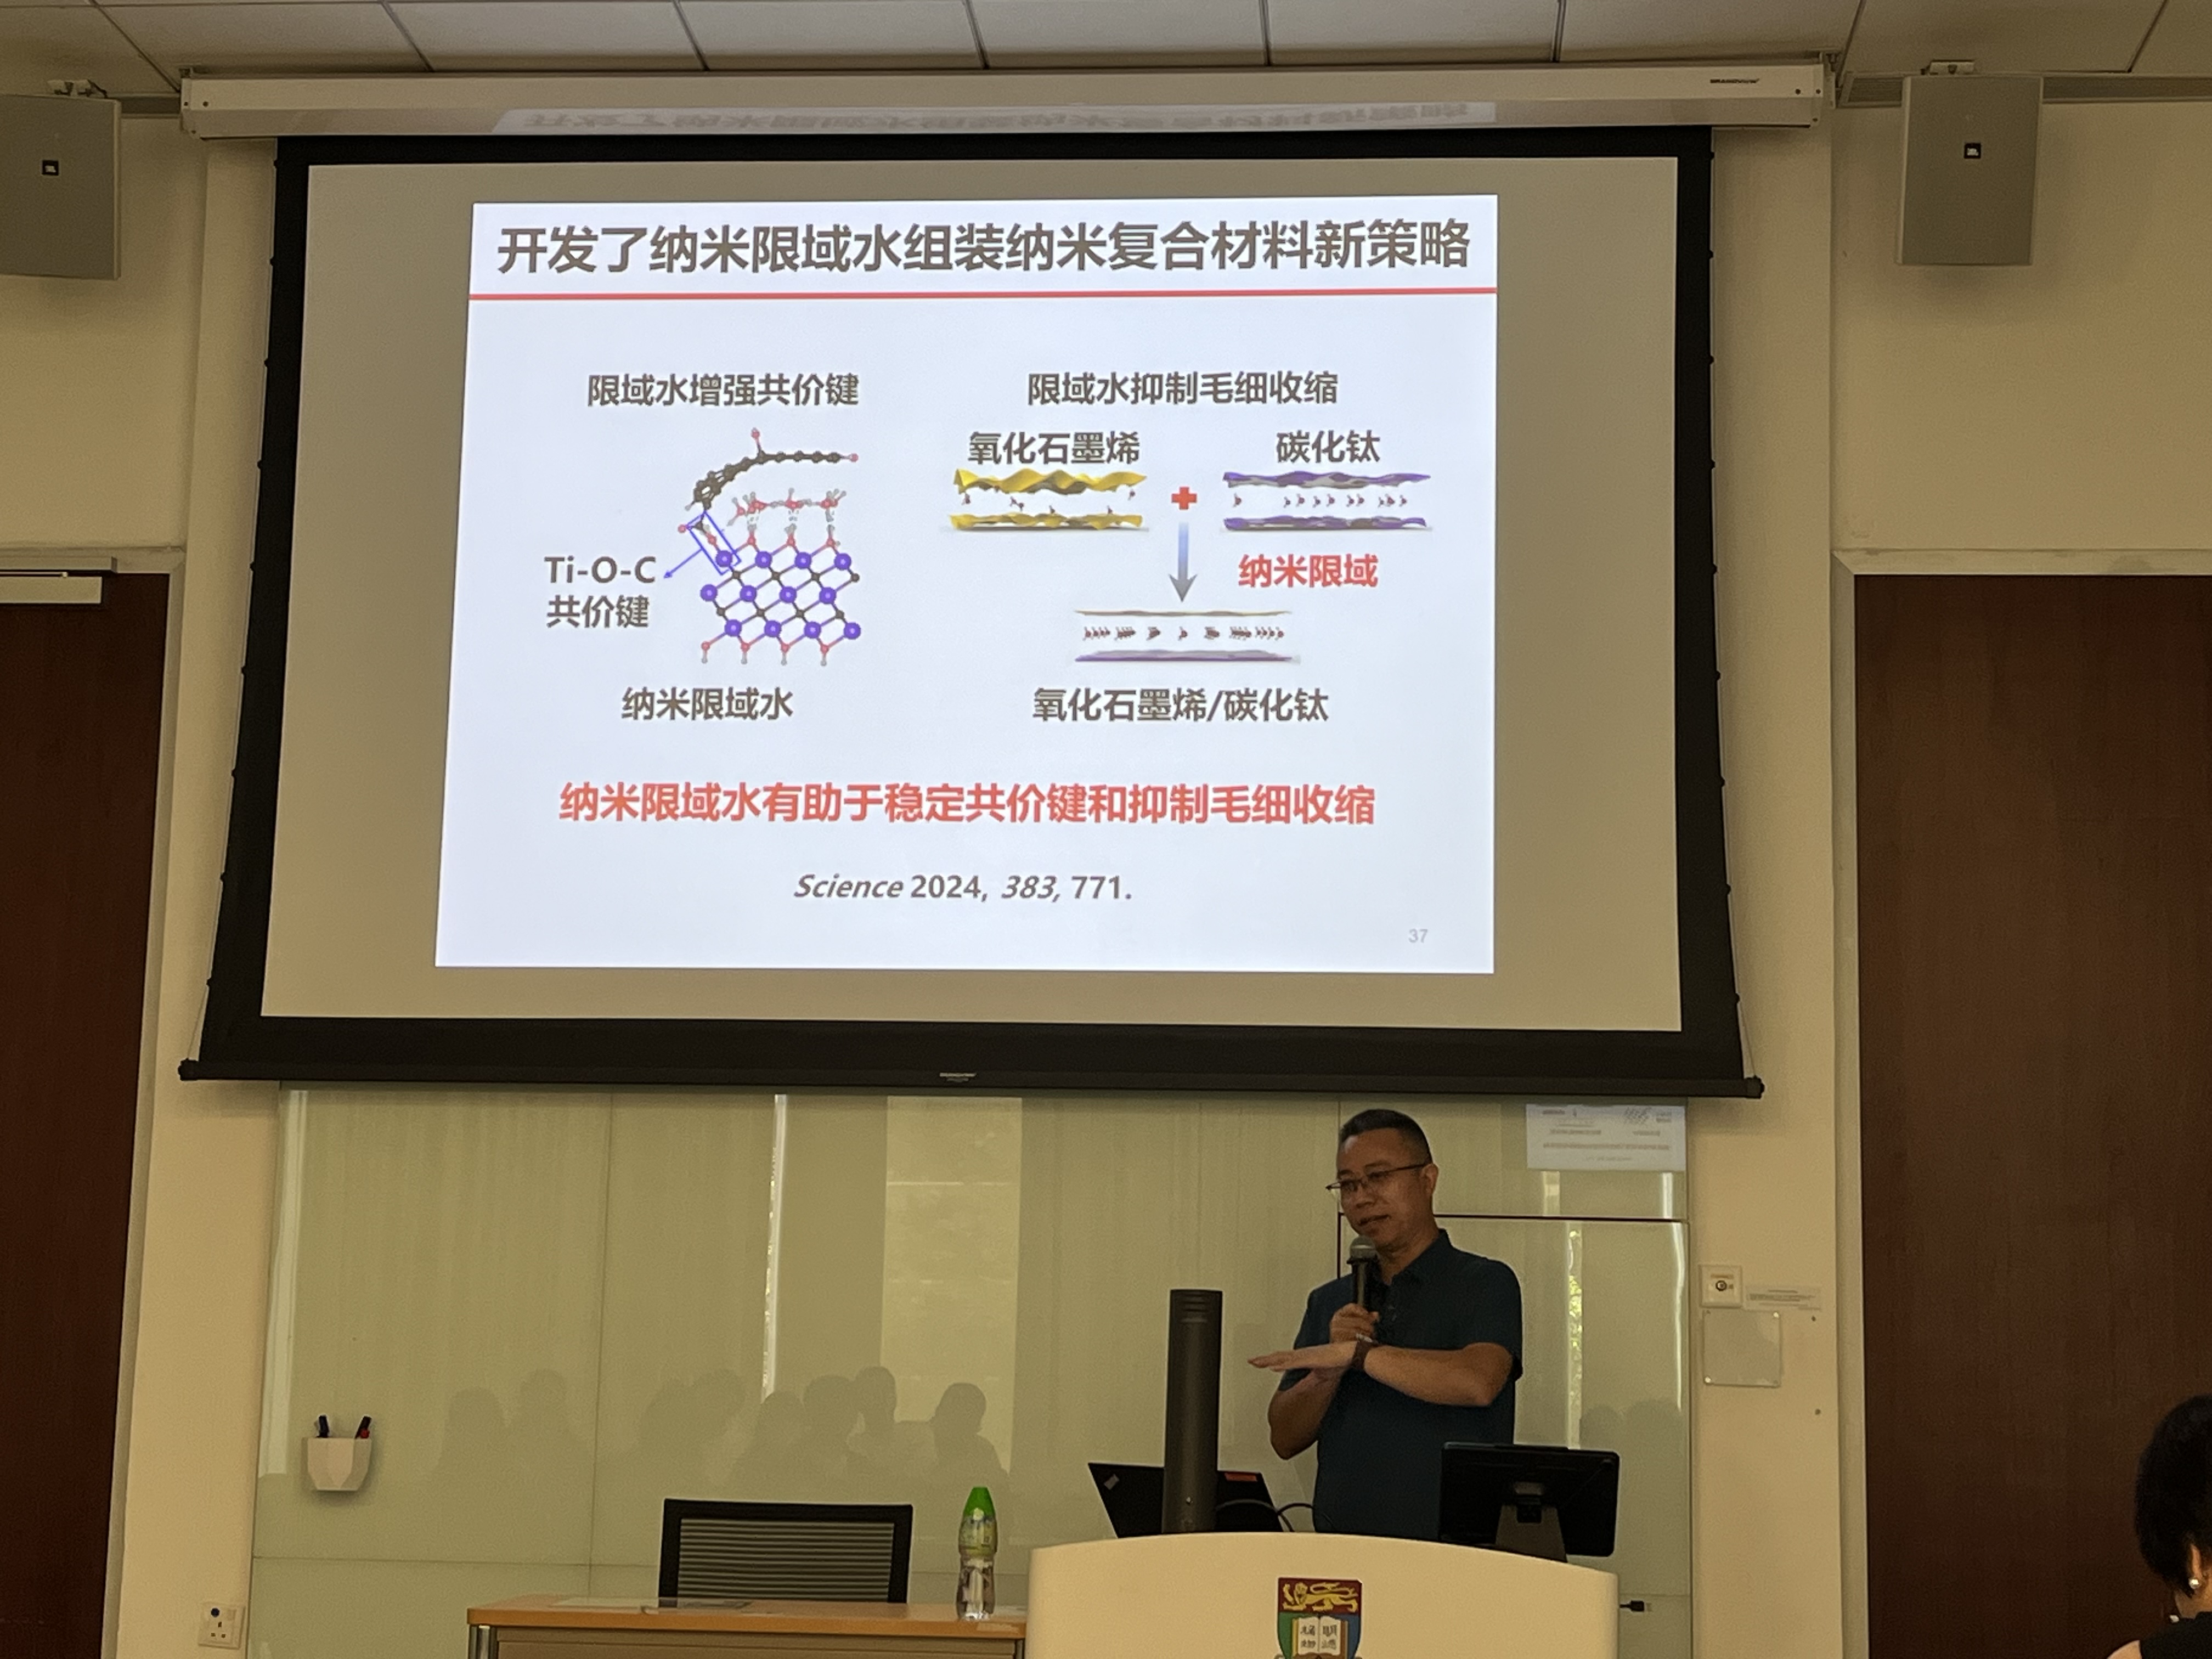 开发了纳米限域水组装纳米复合材料新策略
限域水增强共价键
限域水抑制毛细收缩
氧化石墨烯
碳化钛
Ti-O-C
共价键
纳米限域
纳米限域水
氧化石墨烯/碳化钛
纳米限域水有助于稳定共价键和抑制毛细收缩
Science 2024, 383, 771.
37
JBL
JBL